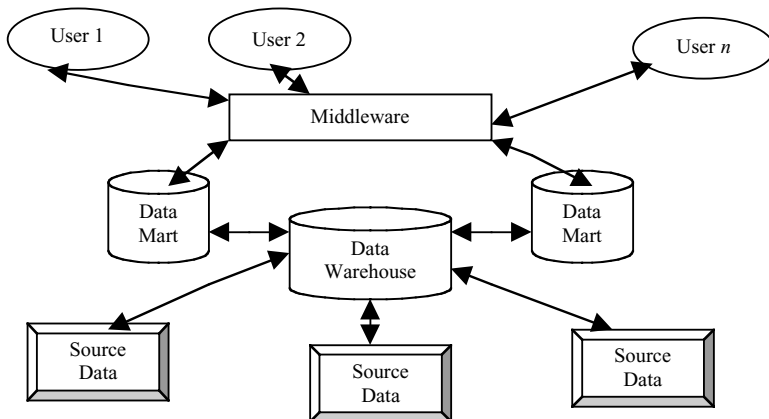 User 1
User 2
User n
Middleware
Data
Mart
Data
Mart
Data
Warehouse
Source
Data
Source
Data
Source
Data